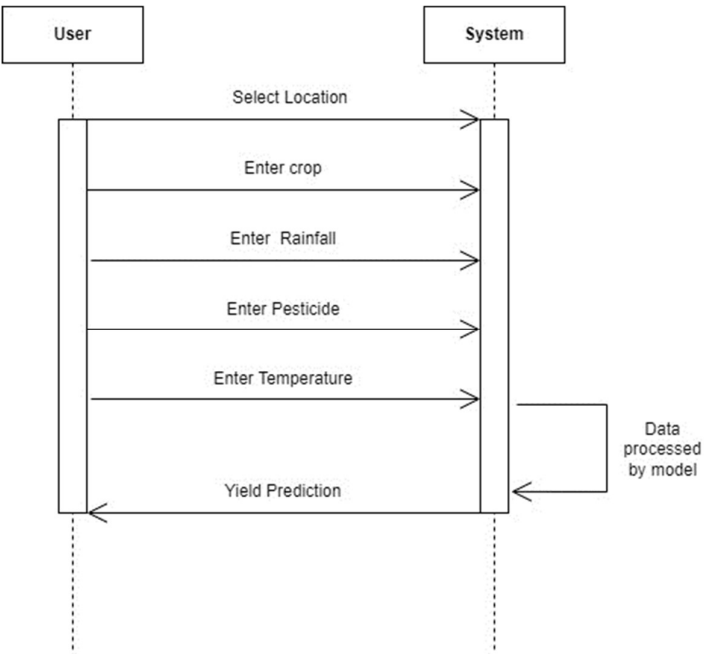 User
System
Select Location
Enter crop
Enter Rainfall
Enter Pesticide
Enter Temperature
Data
processed
by model
Yield Prediction